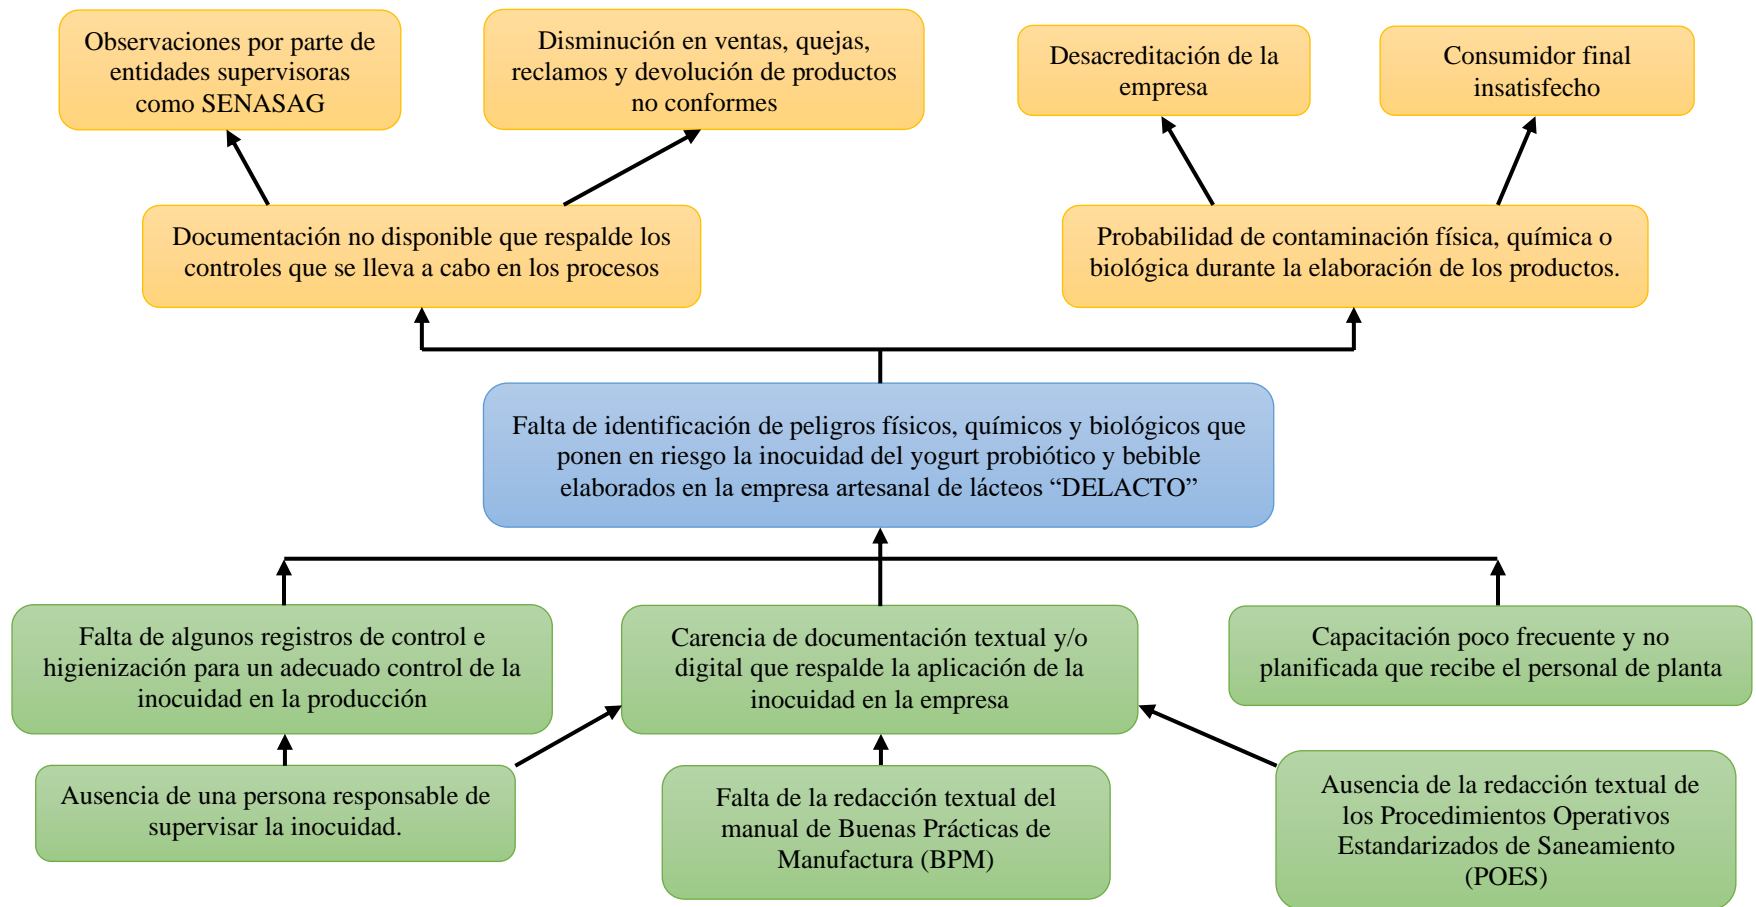 Observaciones por parte de
entidades supervisoras
como SENASAG
Disminución en ventas, quejas,
reclamos y devolución de productos
no conformes
Desacreditación de la
empresa
Consumidor final
insatisfecho
Documentación no disponible que respalde los
controles que se lleva a cabo en los procesos
Probabilidad de contaminación física, química o
biológica durante la elaboración de los productos.
Falta de identificación de peligros físicos, químicos y biológicos que
ponen en riesgo la inocuidad del yogurt probiótico y bebible
elaborados en la empresa artesanal de lácteos “DELACTO”
Falta de algunos registros de control e
higienización para un adecuado control de la
inocuidad en la producción
Carencia de documentación textual y/o
digital que respalde la aplicación de la
inocuidad en la empresa
Capacitación poco frecuente y no
planificada que recibe el personal de planta
Ausencia de una persona responsable de
supervisar la inocuidad.
Falta de la redacción textual del
manual de Buenas Prácticas de
Manufactura (BPM)
Ausencia de la redacción textual de
los Procedimientos Operativos
Estandarizados de Saneamiento
(POES)